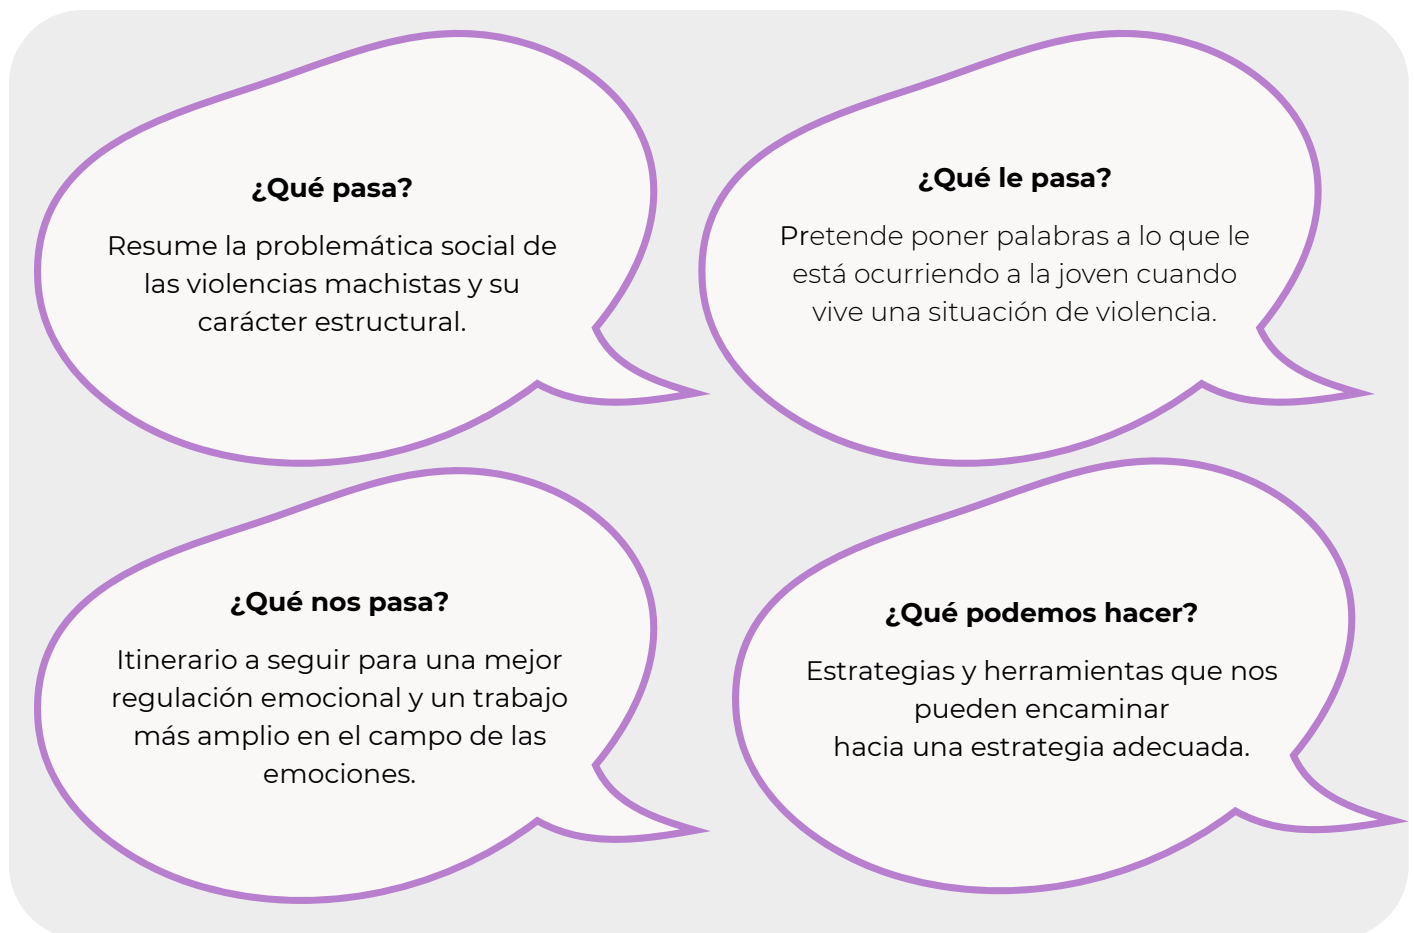 ¿Qué pasa?
Resume la problemática social de
las violencias machistas y su
carácter estructural.
¿Qué le pasa?
Pretende poner palabras a lo que le
está ocurriendo a la joven cuando
vive una situación de violencia.
¿Qué nos pasa?
Itinerario a seguir para una mejor
regulación emocional y un trabajo
más amplio en el campo de las
emociones.
¿Qué podemos hacer?
Estrategias y herramientas que nos
pueden encaminar
hacia una estrategia adecuada.